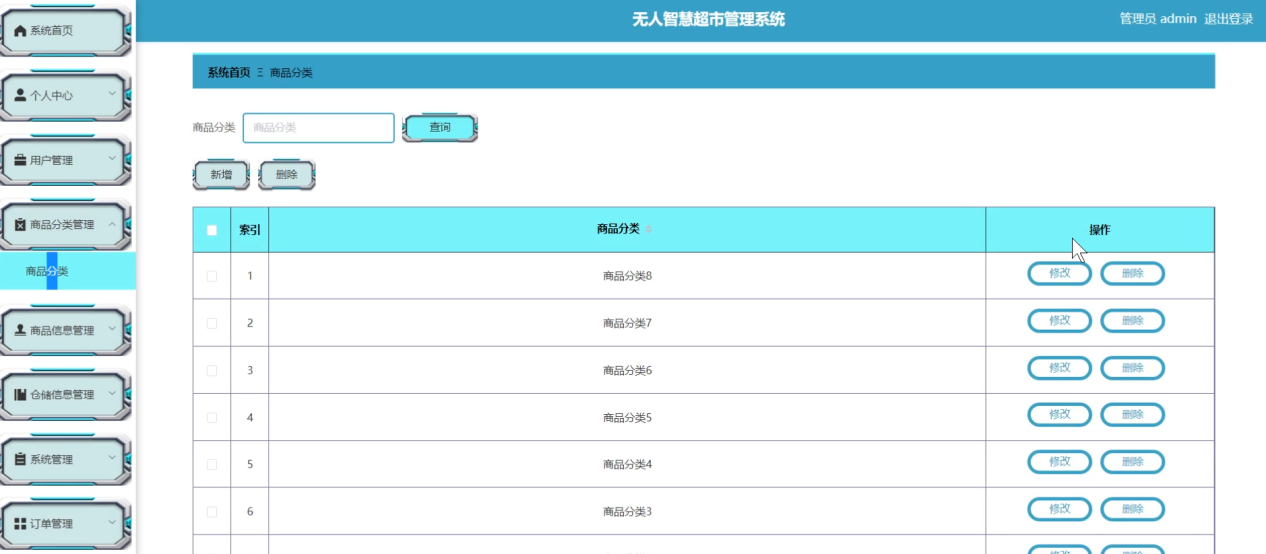 无人智慧超市管理系统
管理员 admin 退出登录
系统首页
个人中心
用户管理
商品分类管理
商品分类
商品信息管理
仓储信息管理
系统管理
订单管理
系统首页 Ξ 商品分类
商品分类 商品分类 查询
新增 删除
索引 商品分类 操作
1 商品分类8 修改 删除
2 商品分类7 修改 删除
3 商品分类6 修改 删除
4 商品分类5 修改 删除
5 商品分类4 修改 删除
6 商品分类3 修改 删除